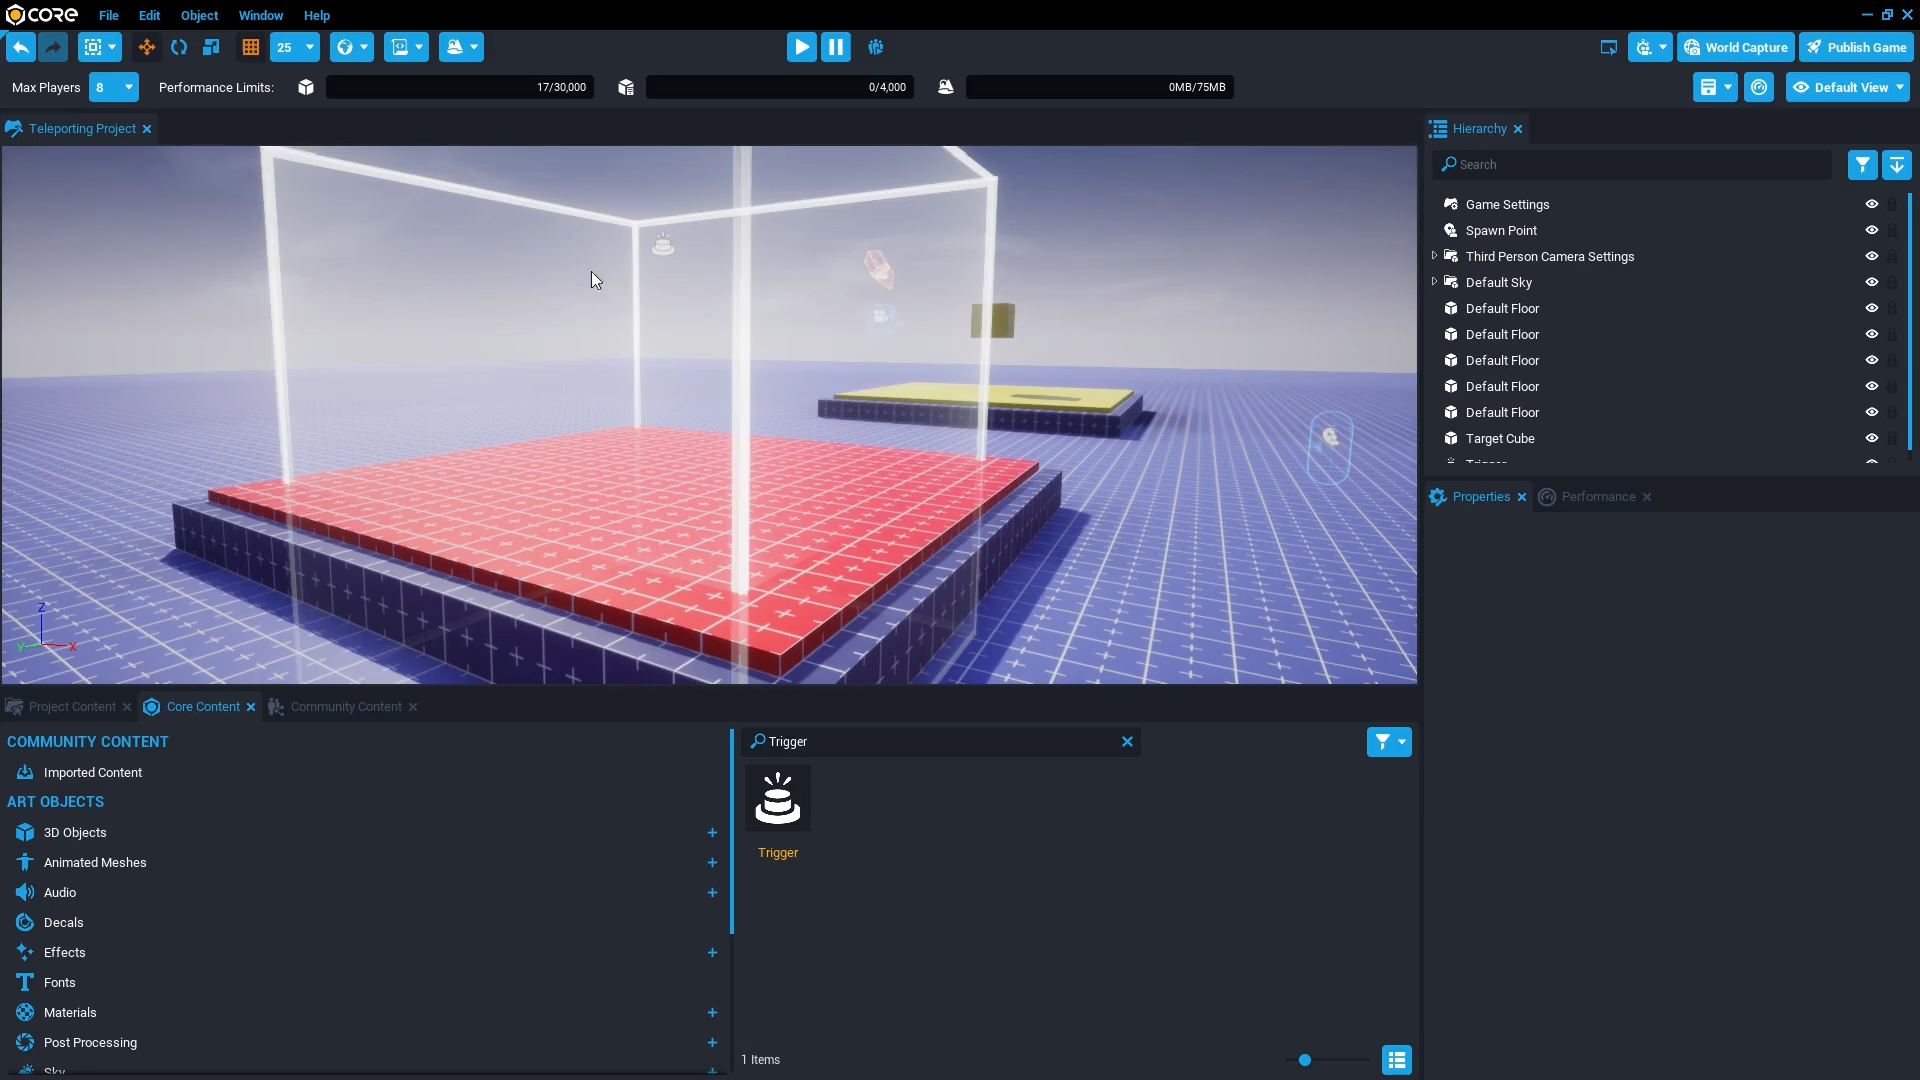 CORE File Edit Object Window Help
25 World Capture Publish Game
Max Players 8 Performance Limits: 17/30,000 0/4,000 0MB/75MB Default View
Teleporting Project
Z
Y X
Hierarchy
Search
Game Settings
Spawn Point
Third Person Camera Settings
Default Sky
Default Floor
Default Floor
Default Floor
Default Floor
Default Floor
Target Cube
Trigger
Properties Performance
Project Content Core Content Community Content
COMMUNITY CONTENT
Imported Content
ART OBJECTS
3D Objects
Animated Meshes
Audio
Decals
Effects
Fonts
Materials
Post Processing
Sky
Trigger
Trigger
1 Items